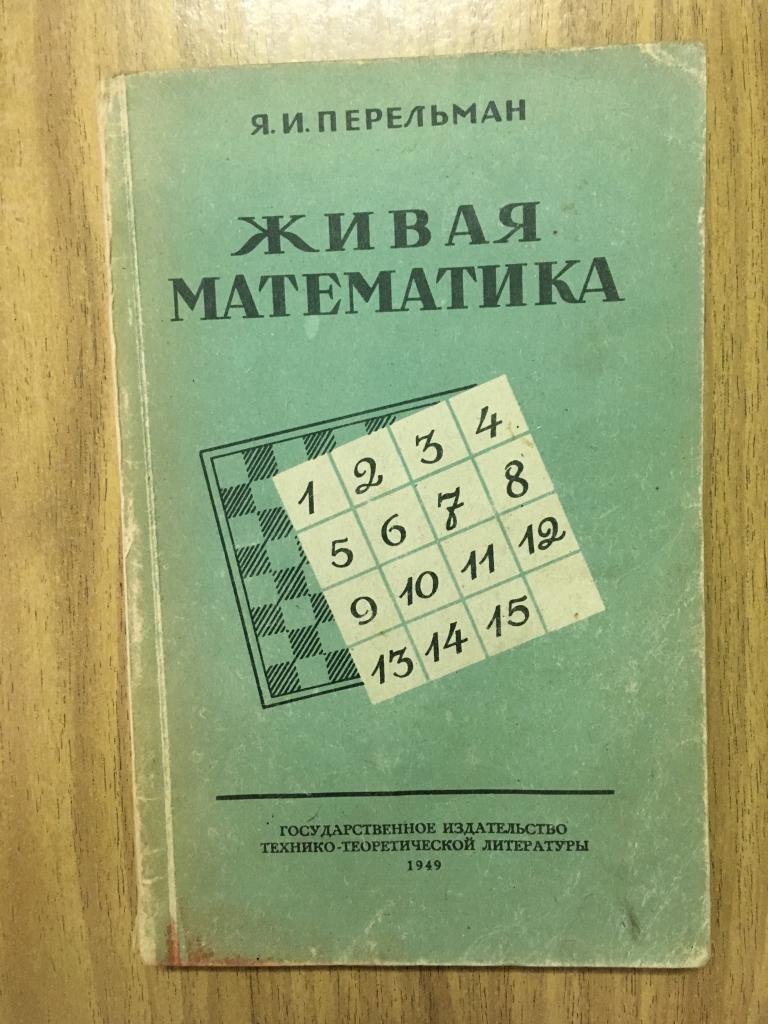 Я. И. ПЕРЕЛЬМАН
ЖИВАЯ
МАТЕМАТИКА
1 2 3 4
5 6 7 8
9 10 11 12
13 14 15
ГОСУДАРСТВЕННОЕ ИЗДАТЕЛЬСТВО
ТЕХНИКО-ТЕОРЕТИЧЕСКОЙ ЛИТЕРАТУРЫ
1949